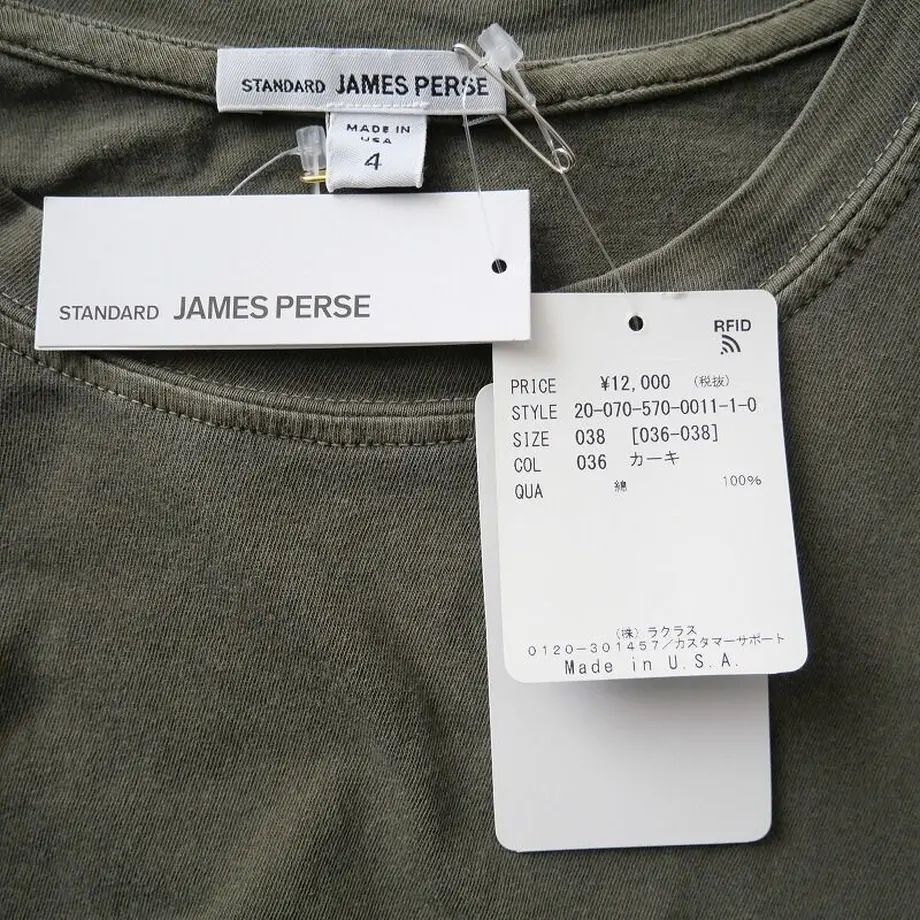 STANDARD JAMES PERSE
MADE IN
USA
4
STANDARD JAMES PERSE
RFID
PRICE ¥12,000 (税抜)
STYLE 20-070-570-0011-1-0
SIZE 038 [036-038]
COL 036 カーキ
QUA 綿 100%
(株)ラクラス
0120-301457/カスタマーサポート
Made in U.S.A.